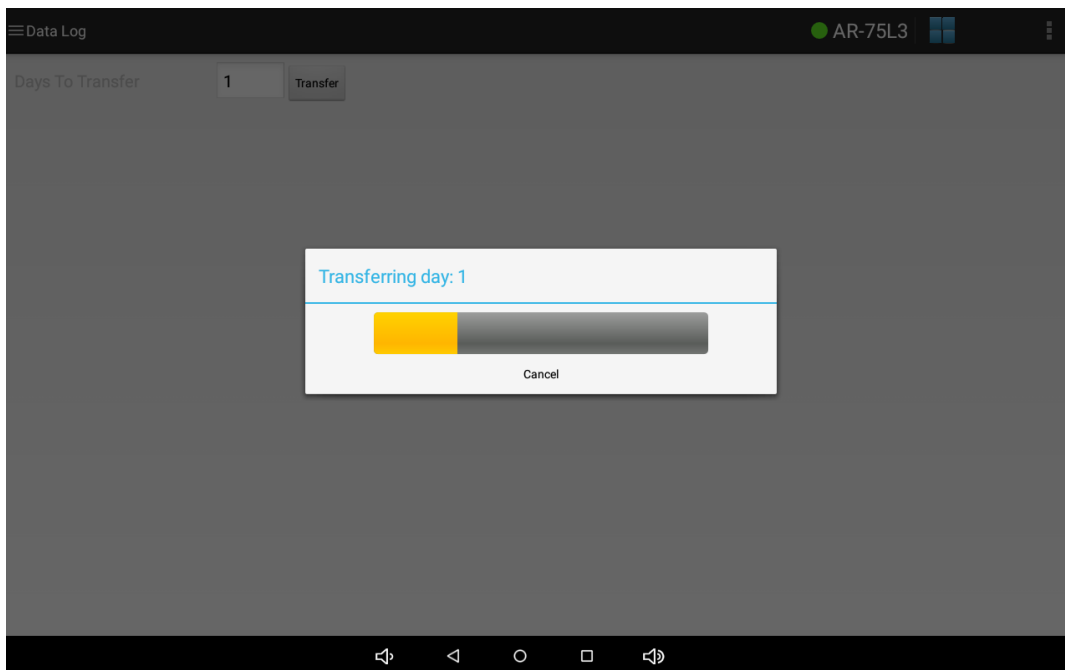 Data Log
AR-75L3
Days To Transfer
1
Transfer
Transferring day: 1
Cancel